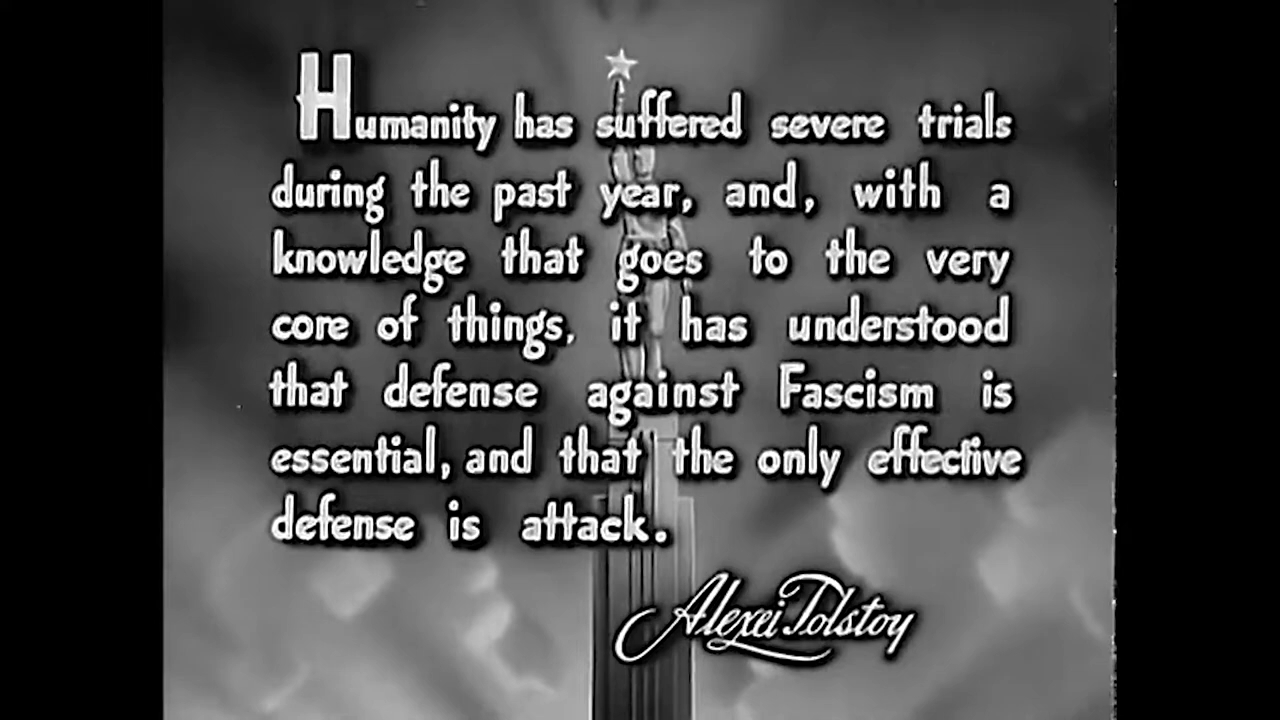 Humanity has suffered severe trials
during the past year, and, with a
knowledge that goes to the very
core of things, it has understood
that defense against Fascism is
essential, and that the only effective
defense is attack.
Alexei Tolstoy